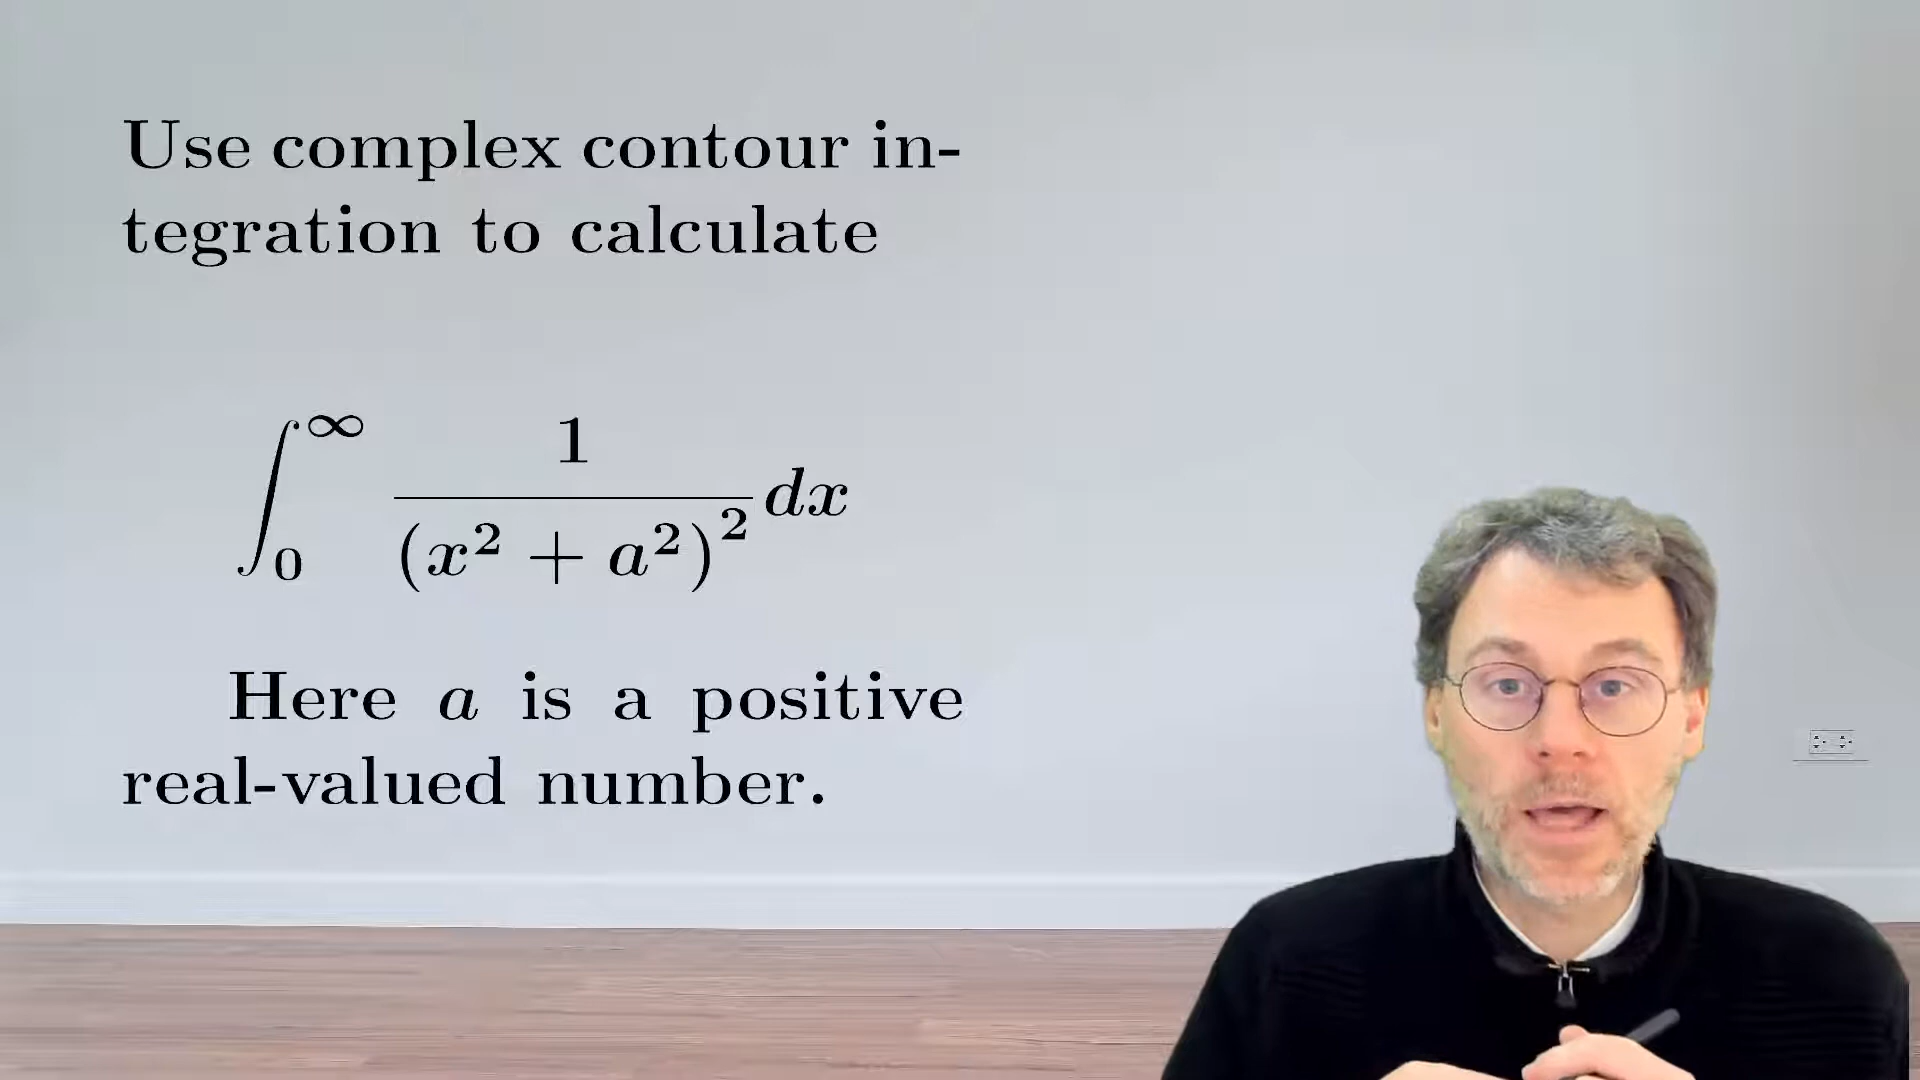 Use complex contour in-
tegration to calculate
∫₀^∞ 1/(x² + a²)² dx
Here a is a positive
real-valued number.